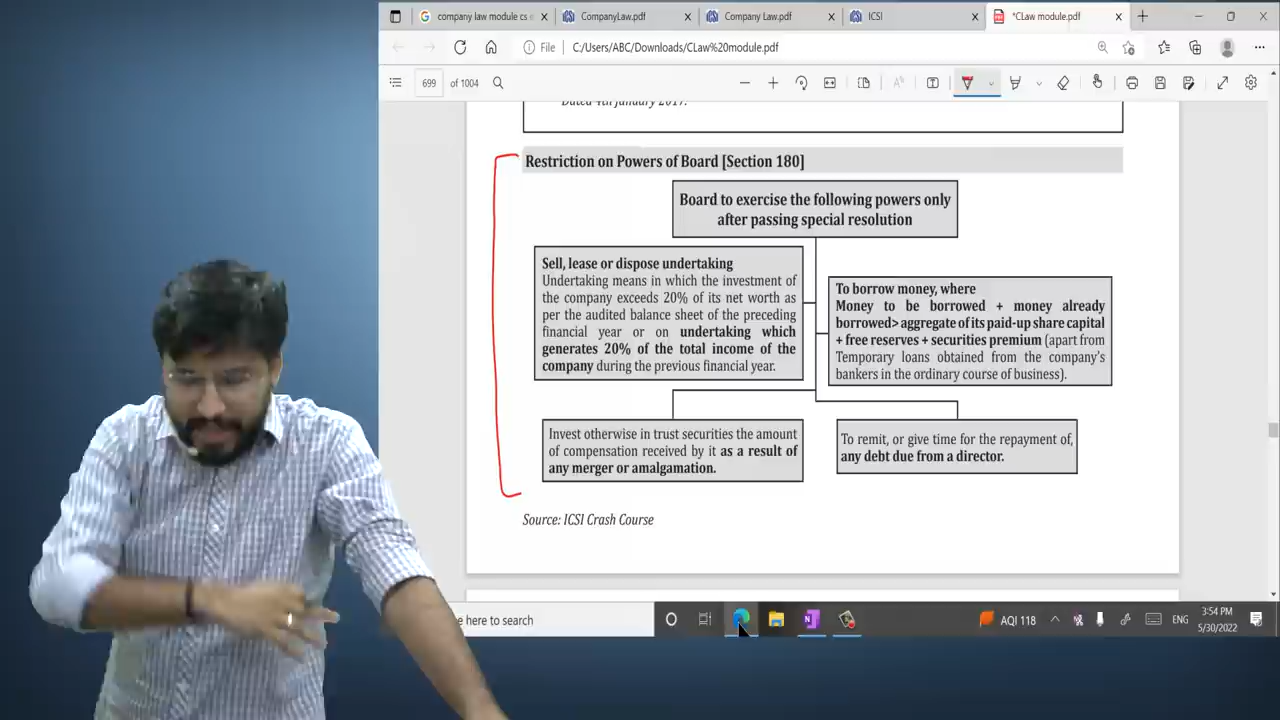 company law module cs e
CompanyLaw.pdf
Company Law.pdf
ICSI
*CLaw module.pdf
File
C:/Users/ABC/Downloads/CLaw%20module.pdf
699
of 1004
Dated 4th January 2017.
Restriction on Powers of Board [Section 180]
Board to exercise the following powers only
after passing special resolution
Sell, lease or dispose undertaking
Undertaking means in which the investment of
the company exceeds 20% of its net worth as
per the audited balance sheet of the preceding
financial year or on undertaking which
generates 20% of the total income of the
company during the previous financial year.
To borrow money, where
Money to be borrowed + money already
borrowed> aggregate of its paid-up share capital
+ free reserves + securities premium (apart from
Temporary loans obtained from the company's
bankers in the ordinary course of business).
Invest otherwise in trust securities the amount
of compensation received by it as a result of
any merger or amalgamation.
To remit, or give time for the repayment of,
any debt due from a director.
Source: ICSI Crash Course
here to search
AQI 118
ENG
3:54 PM
5/30/2022